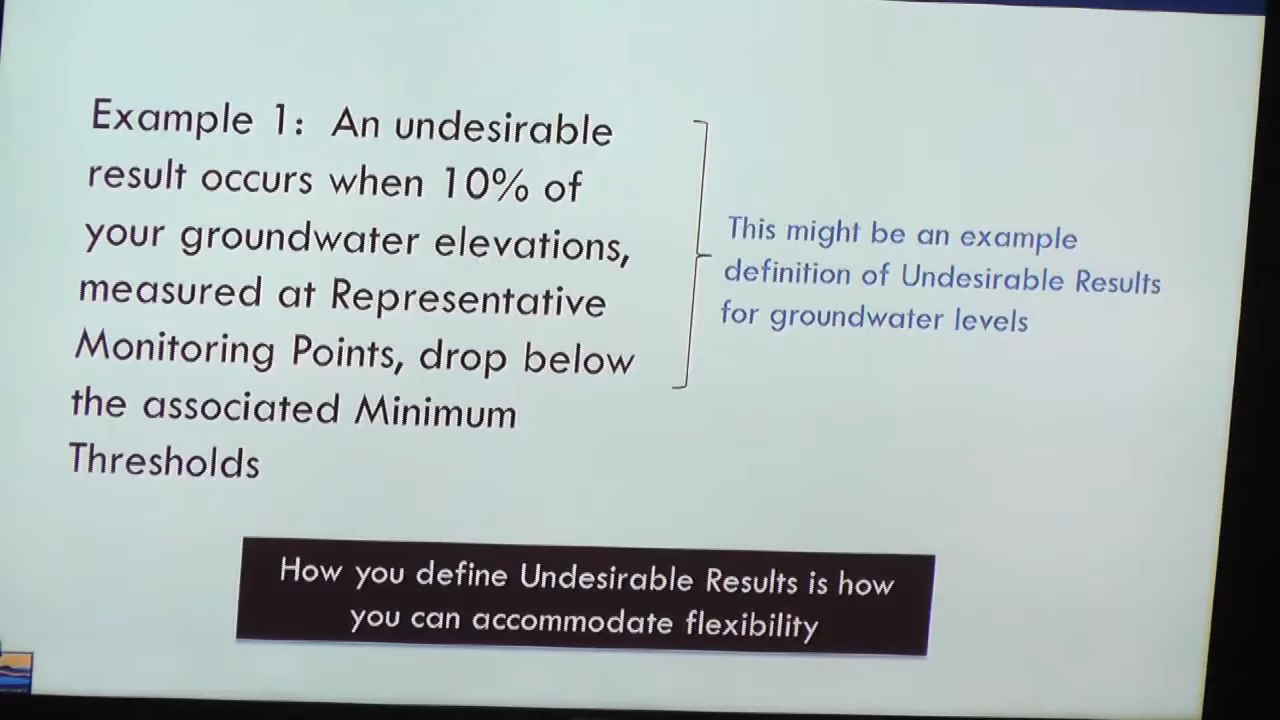 Example 1: An undesirable
result occurs when 10% of
your groundwater elevations,
measured at Representative
Monitoring Points, drop below
the associated Minimum
Thresholds
This might be an example
definition of Undesirable Results
for groundwater levels
How you define Undesirable Results is how
you can accommodate flexibility